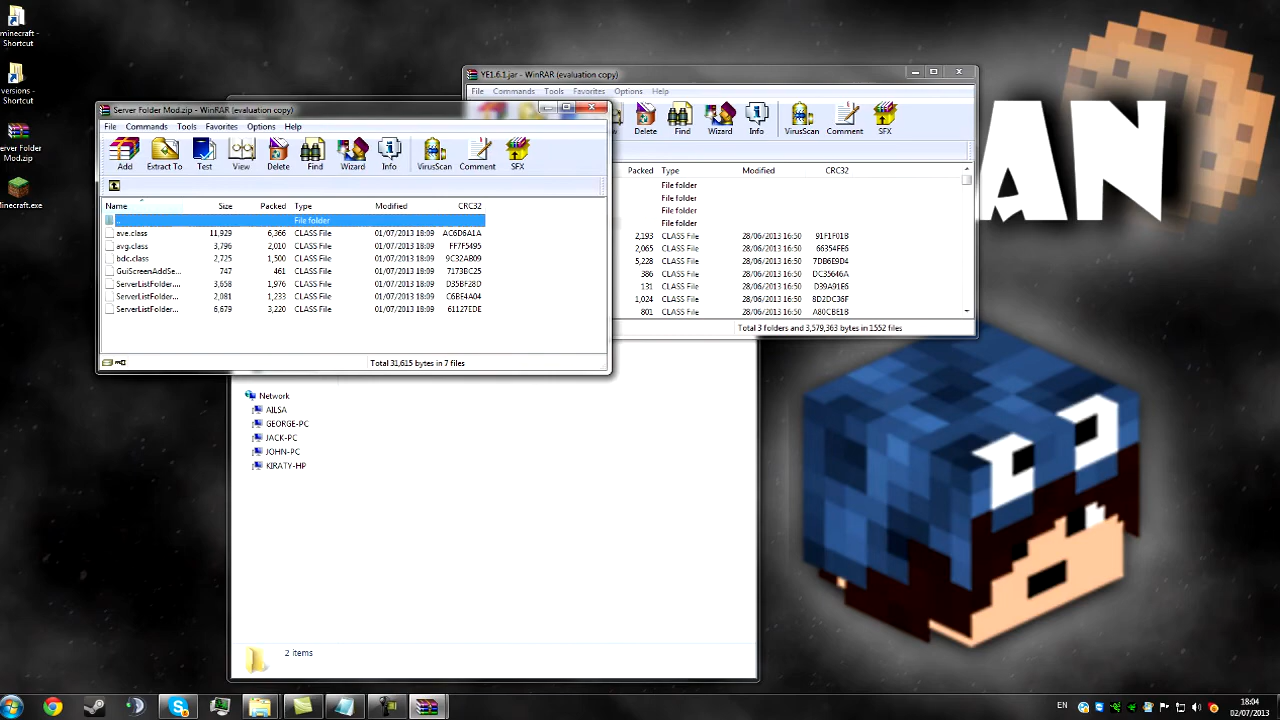 minecraft -
Shortcut
versions -
Shortcut
Server Folder
Mod.zip
Minecraft.exe
AN
YE1.6.1.jar - WinRAR (evaluation copy)
File Commands Tools Favorites Options Help
Delete Find Wizard Info VirusScan Comment SFX
Packed Type Modified CRC32
File folder
File folder
File folder
File folder
2,193 CLASS File 28/06/2013 16:50 91F1F01B
2,065 CLASS File 28/06/2013 16:50 66354FE6
5,228 CLASS File 28/06/2013 16:50 7DB6E9D4
386 CLASS File 28/06/2013 16:50 DC35646A
131 CLASS File 28/06/2013 16:50 D39A91E6
1,024 CLASS File 28/06/2013 16:50 8D2DC36F
801 CLASS File 28/06/2013 16:50 A80CBE18
Total 3 folders and 3,579,363 bytes in 1552 files
Server Folder Mod.zip - WinRAR (evaluation copy)
File Commands Tools Favorites Options Help
Add Extract To Test View Delete Find Wizard Info VirusScan Comment SFX
Name Size Packed Type Modified CRC32
.. File folder
ave.class 11,929 6,366 CLASS File 01/07/2013 18:09 AC6D6A1A
avg.class 3,796 2,010 CLASS File 01/07/2013 18:09 FF7F5495
bdc.class 2,725 1,500 CLASS File 01/07/2013 18:09 9C32AB09
GuiScreenAddSe... 747 461 CLASS File 01/07/2013 18:09 7173BC25
ServerListFolder... 3,658 1,976 CLASS File 01/07/2013 18:09 D35BF28D
ServerListFolder... 2,081 1,233 CLASS File 01/07/2013 18:09 C6BF4A04
ServerListFolder... 6,679 3,220 CLASS File 01/07/2013 18:09 61127EDE
Total 31,615 bytes in 7 files
Network
AILSA
GEORGE-PC
JACK-PC
JOHN-PC
KIRATY-HP
2 items
EN
18:04
02/07/2013